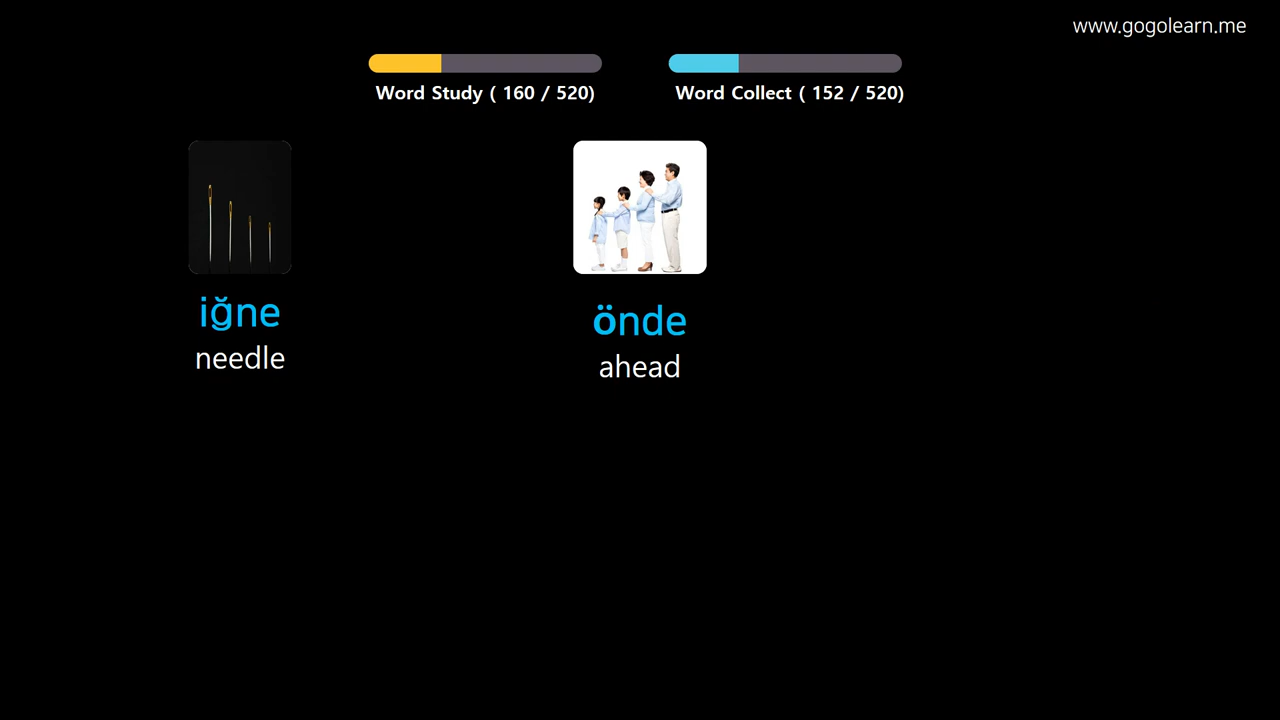 www.gogolearn.me
Word Study ( 160 / 520)
Word Collect ( 152 / 520)
iğne
needle
önde
ahead